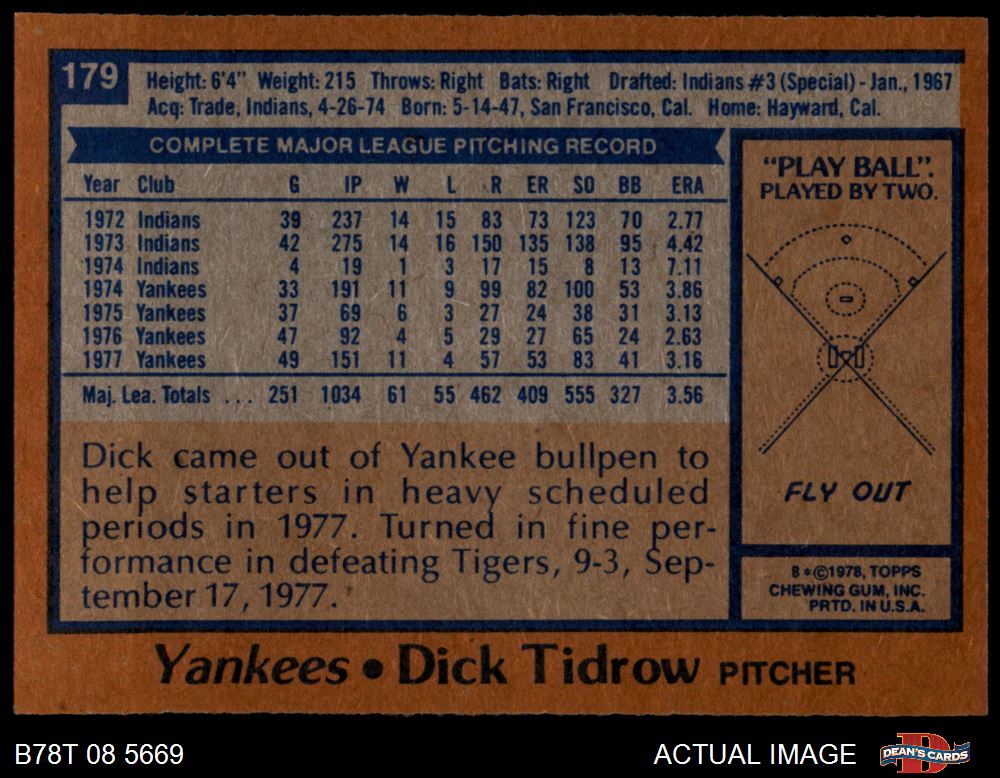 179
Height: 6'4" Weight: 215 Throws: Right Bats: Right Drafted: Indians #3 (Special) - Jan., 1967
Acq: Trade, Indians, 4-26-74 Born: 5-14-47, San Francisco, Cal. Home: Hayward, Cal.
COMPLETE MAJOR LEAGUE PITCHING RECORD
Year Club G IP W L R ER SO BB ERA
1972 Indians 39 237 14 15 83 73 123 70 2.77
1973 Indians 42 275 14 16 150 135 138 95 4.42
1974 Indians 4 19 1 3 17 15 8 13 7.11
1974 Yankees 33 191 11 9 99 82 100 53 3.86
1975 Yankees 37 69 6 3 27 24 38 31 3.13
1976 Yankees 47 92 4 5 29 27 65 24 2.63
1977 Yankees 49 151 11 4 57 53 83 41 3.16
Maj. Lea. Totals ... 251 1034 61 55 462 409 555 327 3.56
Dick came out of Yankee bullpen to
help starters in heavy scheduled
periods in 1977. Turned in fine per-
formance in defeating Tigers, 9-3, Sep-
tember 17, 1977.
"PLAY BALL".
PLAYED BY TWO.
FLY OUT
B*©1978, TOPPS
CHEWING GUM, INC.
PRTD. IN U.S.A.
Yankees • Dick Tidrow PITCHER
B78T 08 5669
ACTUAL IMAGE
D
DEAN'S CARDS